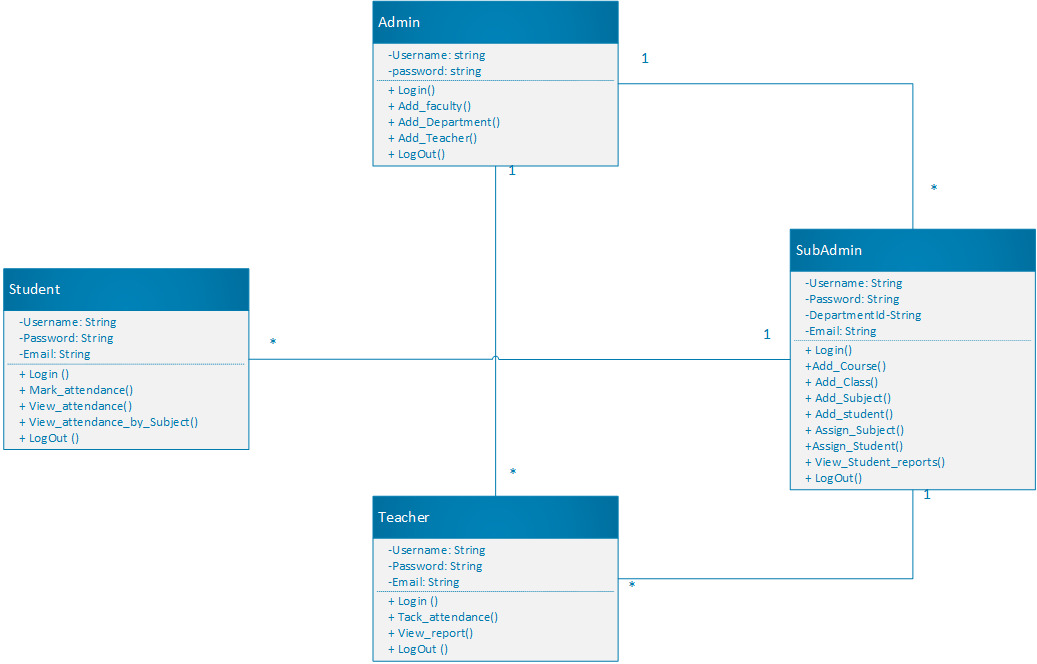 Admin
-Username: string
-password: string
+ Login()
+ Add_faculty()
+ Add_Department()
+ Add_Teacher()
+ LogOut()
1
1
*
SubAdmin
-Username: String
-Password: String
-DepartmentId-String
-Email: String
+ Login()
+Add_Course()
+ Add_Class()
+ Add_Subject()
+ Add_student()
+ Assign_Subject()
+Assign_Student()
+ View_Student_reports()
+ LogOut()
1
1
Student
-Username: String
-Password: String
-Email: String
+ Login ()
+ Mark_attendance()
+ View_attendance()
+ View_attendance_by_Subject()
+ LogOut ()
*
*
Teacher
-Username: String
-Password: String
-Email: String
+ Login ()
+ Tack_attendance()
+ View_report()
+ LogOut ()
*